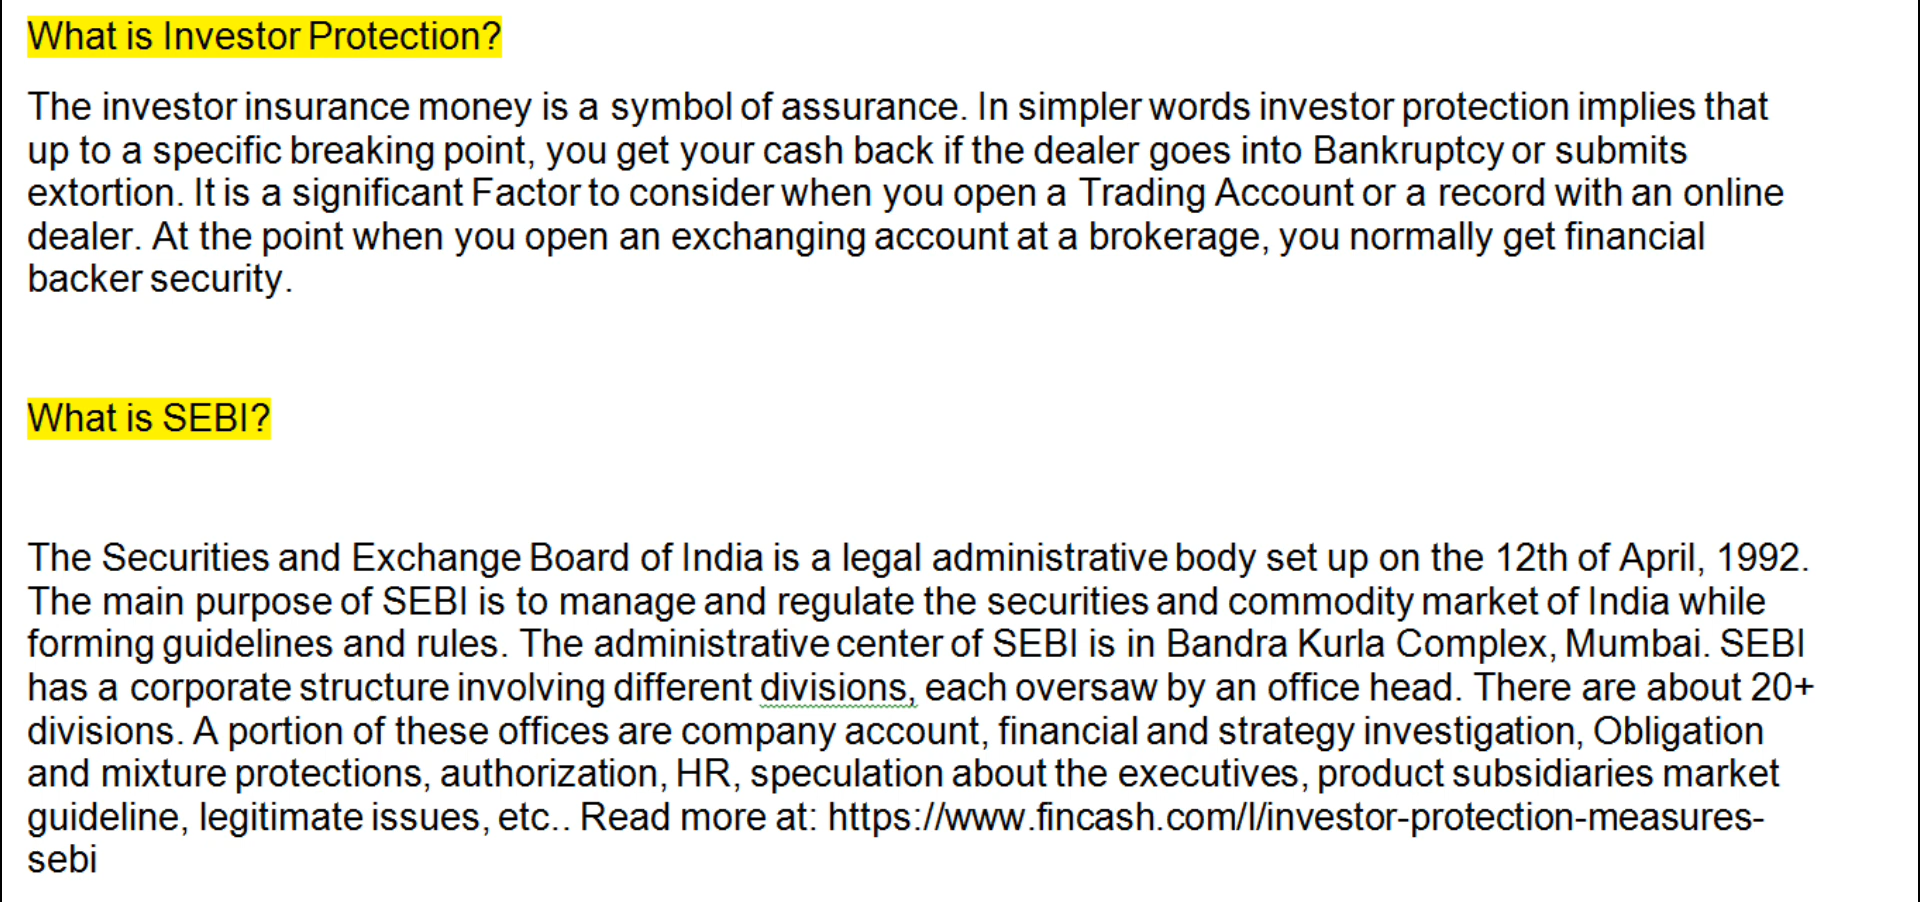 What is Investor Protection?
The investor insurance money is a symbol of assurance. In simpler words investor protection implies that
up to a specific breaking point, you get your cash back if the dealer goes into Bankruptcy or submits
extortion. It is a significant Factor to consider when you open a Trading Account or a record with an online
dealer. At the point when you open an exchanging account at a brokerage, you normally get financial
backer security.
What is SEBI?
The Securities and Exchange Board of India is a legal administrative body set up on the 12th of April, 1992.
The main purpose of SEBI is to manage and regulate the securities and commodity market of India while
forming guidelines and rules. The administrative center of SEBI is in Bandra Kurla Complex, Mumbai. SEBI
has a corporate structure involving different divisions, each oversaw by an office head. There are about 20+
divisions. A portion of these offices are company account, financial and strategy investigation, Obligation
and mixture protections, authorization, HR, speculation about the executives, product subsidiaries market
guideline, legitimate issues, etc.. Read more at: https://www.fincash.com/l/investor-protection-measures-
sebi